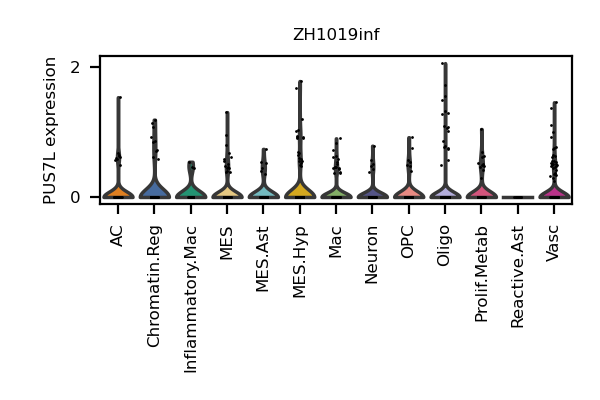 ZH1019inf
PUS7L expression
2
0
AC
Chromatin.Reg
Inflammatory.Mac
MES
MES.Ast
MES.Hyp
Mac
Neuron
OPC
Oligo
Prolif.Metab
Reactive.Ast
Vasc